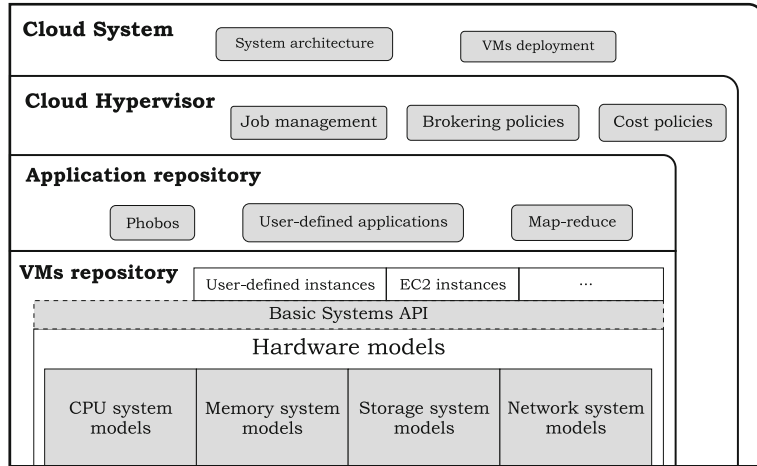 Cloud System
System architecture
VMs deployment
Cloud Hypervisor
Job management
Brokering policies
Cost policies
Application repository
Phobos
User-defined applications
Map-reduce
VMs repository
User-defined instances
EC2 instances
...
Basic Systems API
Hardware models
CPU system
models
Memory system
models
Storage system
models
Network system
models